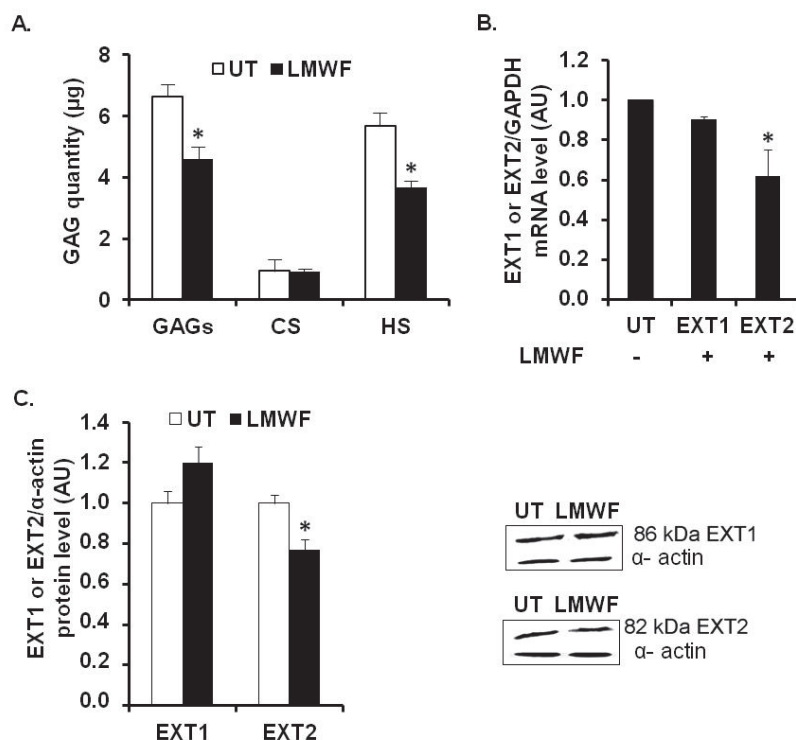 A.
GAG quantity (µg)
8
6
4
2
0
UT LMWF
*
*
GAGs CS HS
B.
EXT1 or EXT2/GAPDH
mRNA level (AU)
1.2
1.0
0.8
0.6
0.4
0.2
0.0
*
UT EXT1 EXT2
LMWF - + +
C.
EXT1 or EXT2/α-actin
protein level (AU)
1.4
1.2
1.0
0.8
0.6
0.4
0.2
0.0
UT LMWF
*
EXT1 EXT2
UT LMWF
86 kDa EXT1
α- actin
UT LMWF
82 kDa EXT2
α- actin